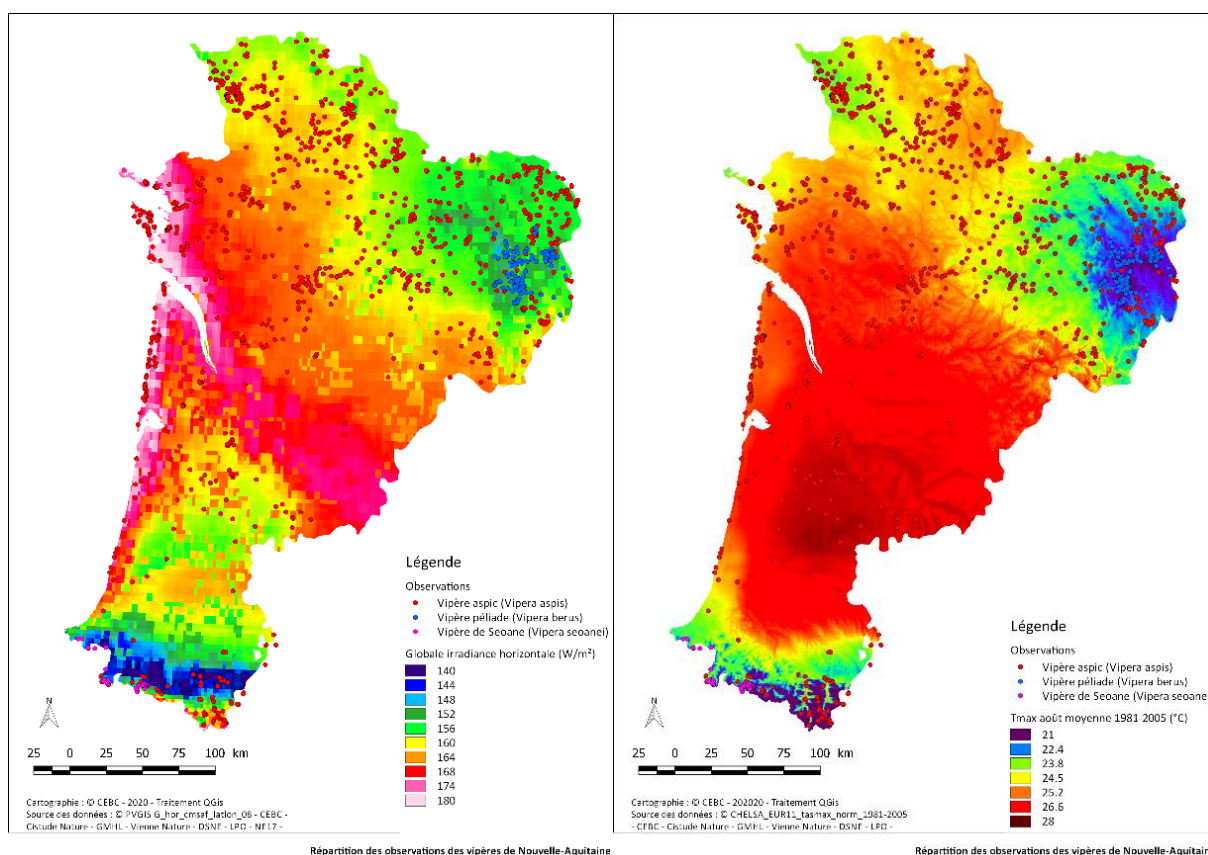 Légende
Observations
Vipère aspic (Vipera aspis)
Vipère péliade (Vipera berus)
Vipère de Seoane (Vipera seoanei)
Globale irradiance horizontale (W/m²)
140
144
148
152
156
160
164
168
174
180
N
25 0 25 50 75 100 km
Cartographie : © CEBC - 2020 - Traitement QGis
Source des données : © PVGIS G_hor_cmsaf_latlon_08 - CEBC -
Cistude Nature - GMHL - Vienne Nature - DSNE - LPO - NE17 -
Répartition des observations des vipères de Nouvelle-Aquitaine
Légende
Observations
Vipère aspic (Vipera aspis)
Vipère péliade (Vipera berus)
Vipère de Seoane (Vipera seoane
Tmax août moyenne 1981-2005 (°C)
21
22.4
23.8
24.5
25.2
26.6
28
N
25 0 25 50 75 100 km
Cartographie : © CEBC - 202020 - Traitement QGis
Source des données : © CHELSA_EUR11_tasmax_norm_1981-2005
- CEBC - Cistude Nature - GMHL - Vienne Nature - DSNE - LPO -
Répartition des observations des vipères de Nouvelle-Aquitain